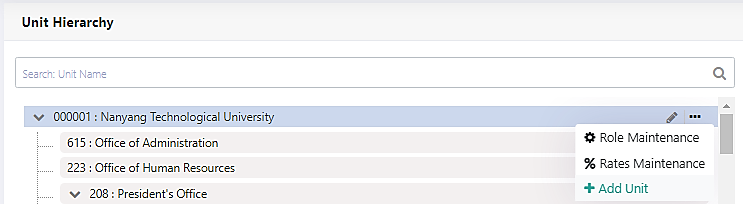 Unit Hierarchy
Search: Unit Name
000001 : Nanyang Technological University
615 : Office of Administration
Role Maintenance
223 : Office of Human Resources
Rates Maintenance
208 : President's Office
Add Unit